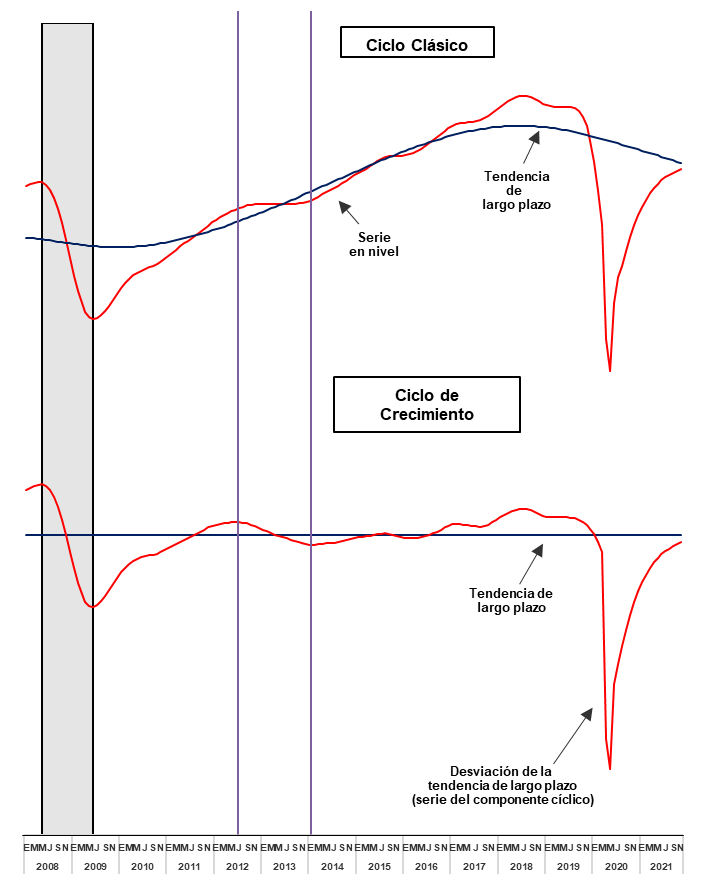 Ciclo Clásico
Tendencia
de
largo plazo
Serie
en nivel
Ciclo de
Crecimiento
Tendencia de
largo plazo
Desviación de la
tendencia de largo plazo
(serie del componente cíclico)
EMMJ SN EMMJ SN EMMJ SN EMMJ SN EMMJ SN EMMJ SN EMMJ SN EMMJ SN EMMJ SN EMMJ SN EMMJ SN EMMJ SN EMMJ SN EMMJ SN
2008 2009 2010 2011 2012 2013 2014 2015 2016 2017 2018 2019 2020 2021